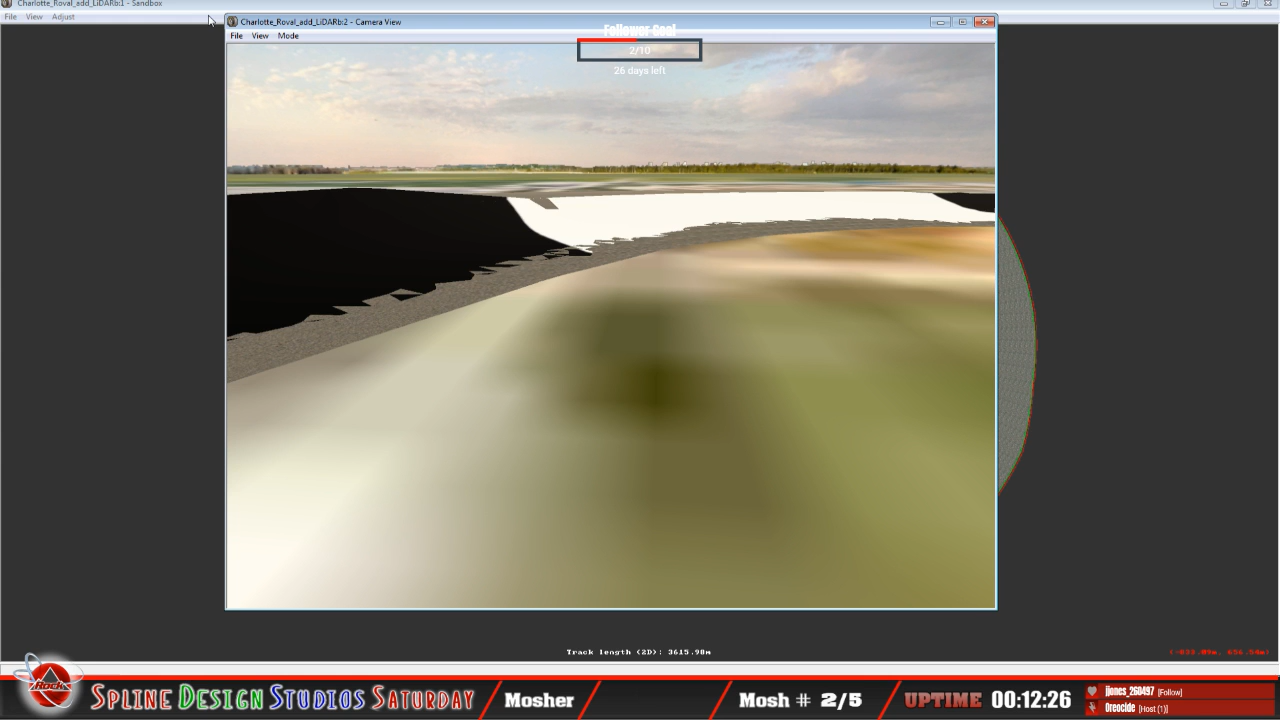 Charlotte_Roval_add_LiDARb:1 - Sandbox
File View Adjust
Charlotte_Roval_add_LiDARb:2 - Camera View
File View Mode
Follower Goal
2/10
26 days left
Track length (2D): 3615.98m
SPLINE DESIGN STUDIOS SATURDAY
Mosher
Mosh # 2/5
UPTIME 00:12:26
jjones_260497 [Follow]
Dreocide [Host (1)]